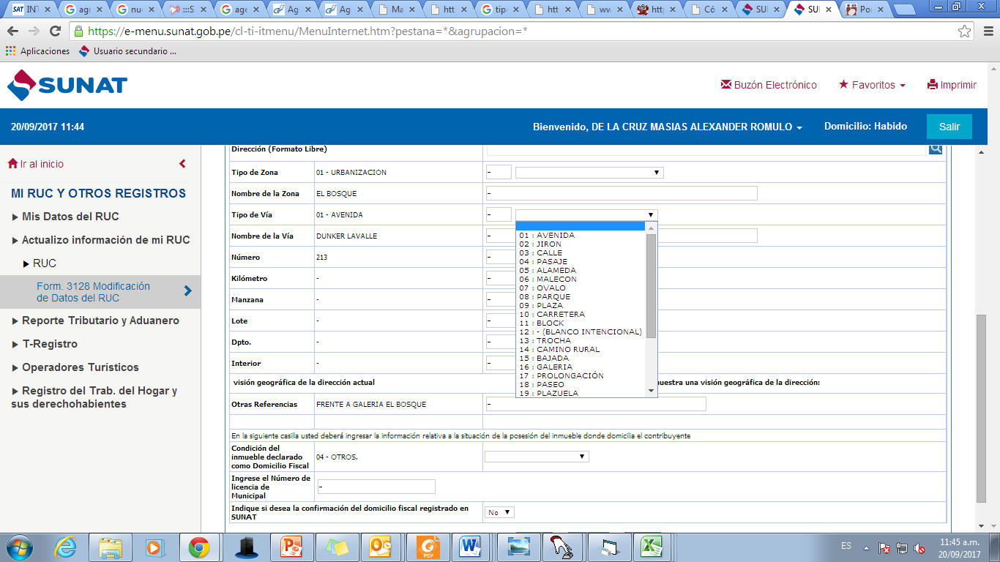 INT
agr
nue
:::S
age
Ag
Ag
Ma
htt
tipo
htt
ww
http
Có
SUN
SUN
Por
https://e-menu.sunat.gob.pe/cl-ti-itmenu/MenuInternet.htm?pestana=*&agrupacion=*
Aplicaciones Usuario secundario ...
SUNAT
Buzón Electrónico Favoritos Imprimir
20/09/2017 11:44 Bienvenido, DE LA CRUZ MASIAS ALEXANDER ROMULO Domicilio: Habido Salir
Ir al inicio
MI RUC Y OTROS REGISTROS
Mis Datos del RUC
Actualizo información de mi RUC
RUC
Form. 3128 Modificación
de Datos del RUC
Reporte Tributario y Aduanero
T-Registro
Operadores Turísticos
Registro del Trab. del Hogar y
sus derechohabientes
Dirección (Formato Libre)
Tipo de Zona 01 - URBANIZACION -
Nombre de la Zona EL BOSQUE -
Tipo de Vía 01 - AVENIDA -
Nombre de la Vía DUNKER LAVALLE -
Número 213 -
Kilómetro - -
Manzana - -
Lote - -
Dpto. - -
Interior - -
01 : AVENIDA
02 : JIRON
03 : CALLE
04 : PASAJE
05 : ALAMEDA
06 : MALECON
07 : OVALO
08 : PARQUE
09 : PLAZA
10 : CARRETERA
11 : BLOCK
12 : - (BLANCO INTENCIONAL)
13 : TROCHA
14 : CAMINO RURAL
15 : BAJADA
16 : GALERIA
17 : PROLONGACIÓN
18 : PASEO
19 : PLAZUELA
visión geográfica de la dirección actual uestra una visión geográfica de la dirección:
Otras Referencias FRENTE A GALERIA EL BOSQUE -
En la siguiente casilla usted deberá ingresar la información relativa a la situación de la posesión del inmueble donde domicilia el contribuyente
Condición del
inmueble declarado
como Domicilio Fiscal
04 - OTROS.
Ingrese el Número de
licencia de
Municipal
-
Indique si desea la confirmación del domicilio fiscal registrado en
SUNAT
No
ES 11:45 a.m.
20/09/2017